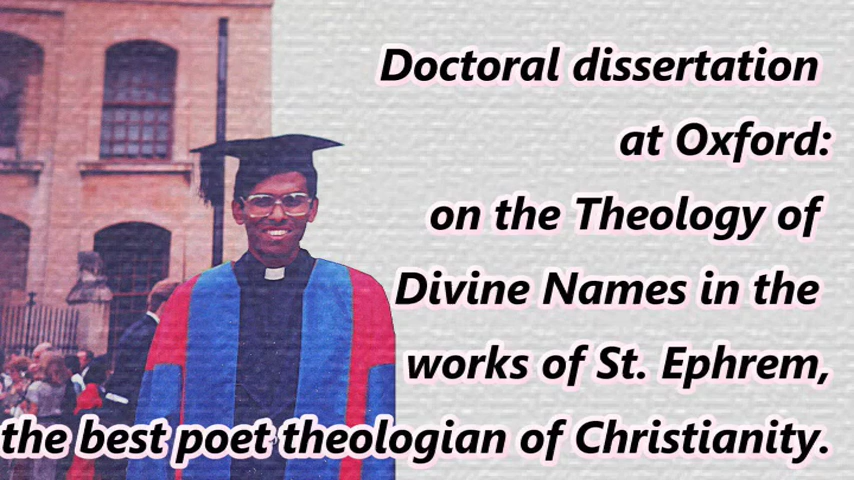 Doctoral dissertation
at Oxford:
on the Theology of
Divine Names in the
works of St. Ephrem,
the best poet theologian of Christianity.